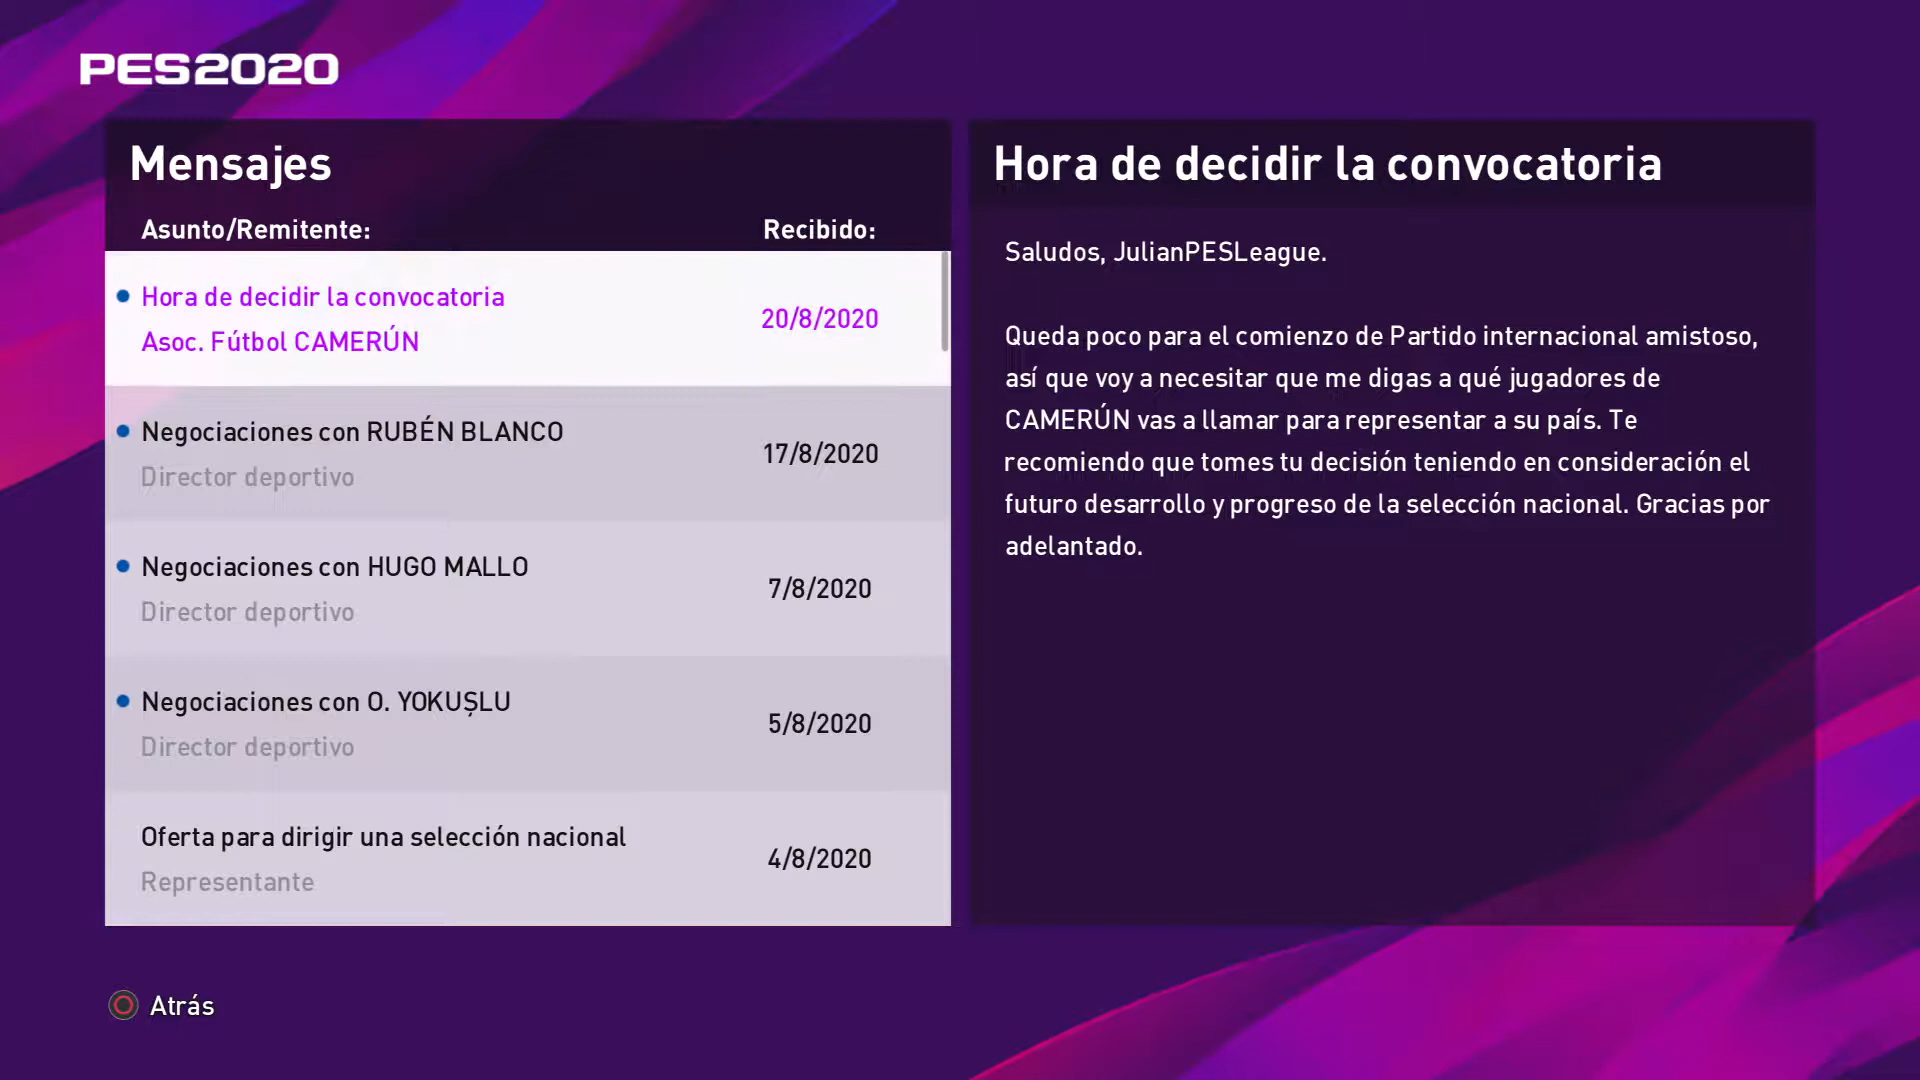 PES2020
Mensajes
Asunto/Remitente:
Recibido:
Hora de decidir la convocatoria
Asoc. Fútbol CAMERÚN
20/8/2020
Negociaciones con RUBÉN BLANCO
Director deportivo
17/8/2020
Negociaciones con HUGO MALLO
Director deportivo
7/8/2020
Negociaciones con O. YOKUŞLU
Director deportivo
5/8/2020
Oferta para dirigir una selección nacional
Representante
4/8/2020
Hora de decidir la convocatoria
Saludos, JulianPESLeague.
Queda poco para el comienzo de Partido internacional amistoso,
así que voy a necesitar que me digas a qué jugadores de
CAMERÚN vas a llamar para representar a su país. Te
recomiendo que tomes tu decisión teniendo en consideración el
futuro desarrollo y progreso de la selección nacional. Gracias por
adelantado.
Atrás